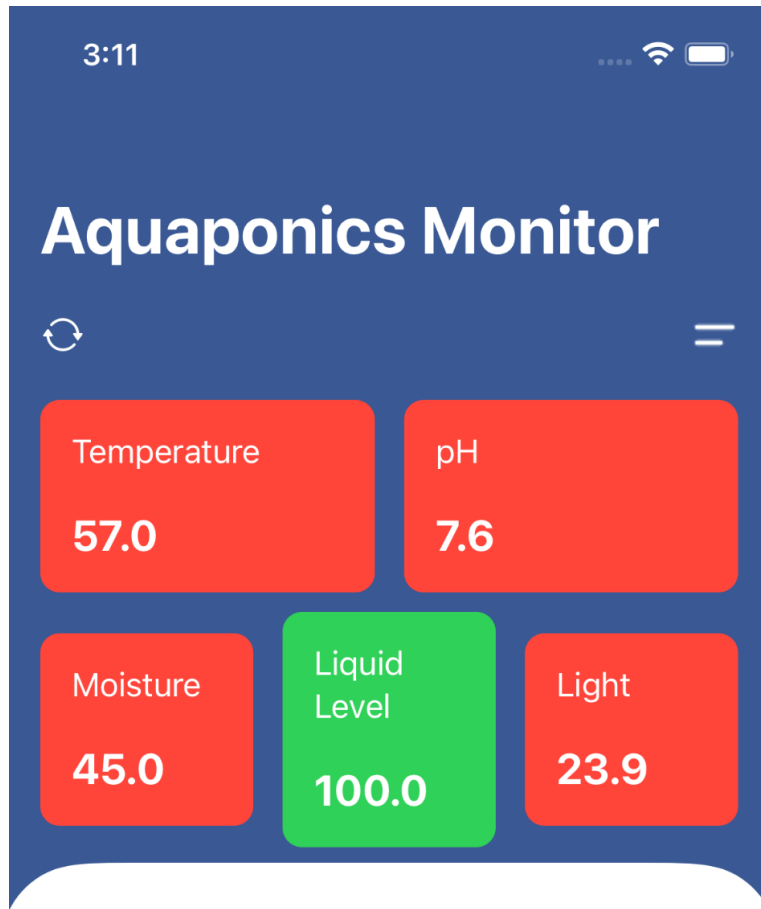 3:11
Aquaponics Monitor
Temperature
57.0
pH
7.6
Moisture
45.0
Liquid
Level
100.0
Light
23.9